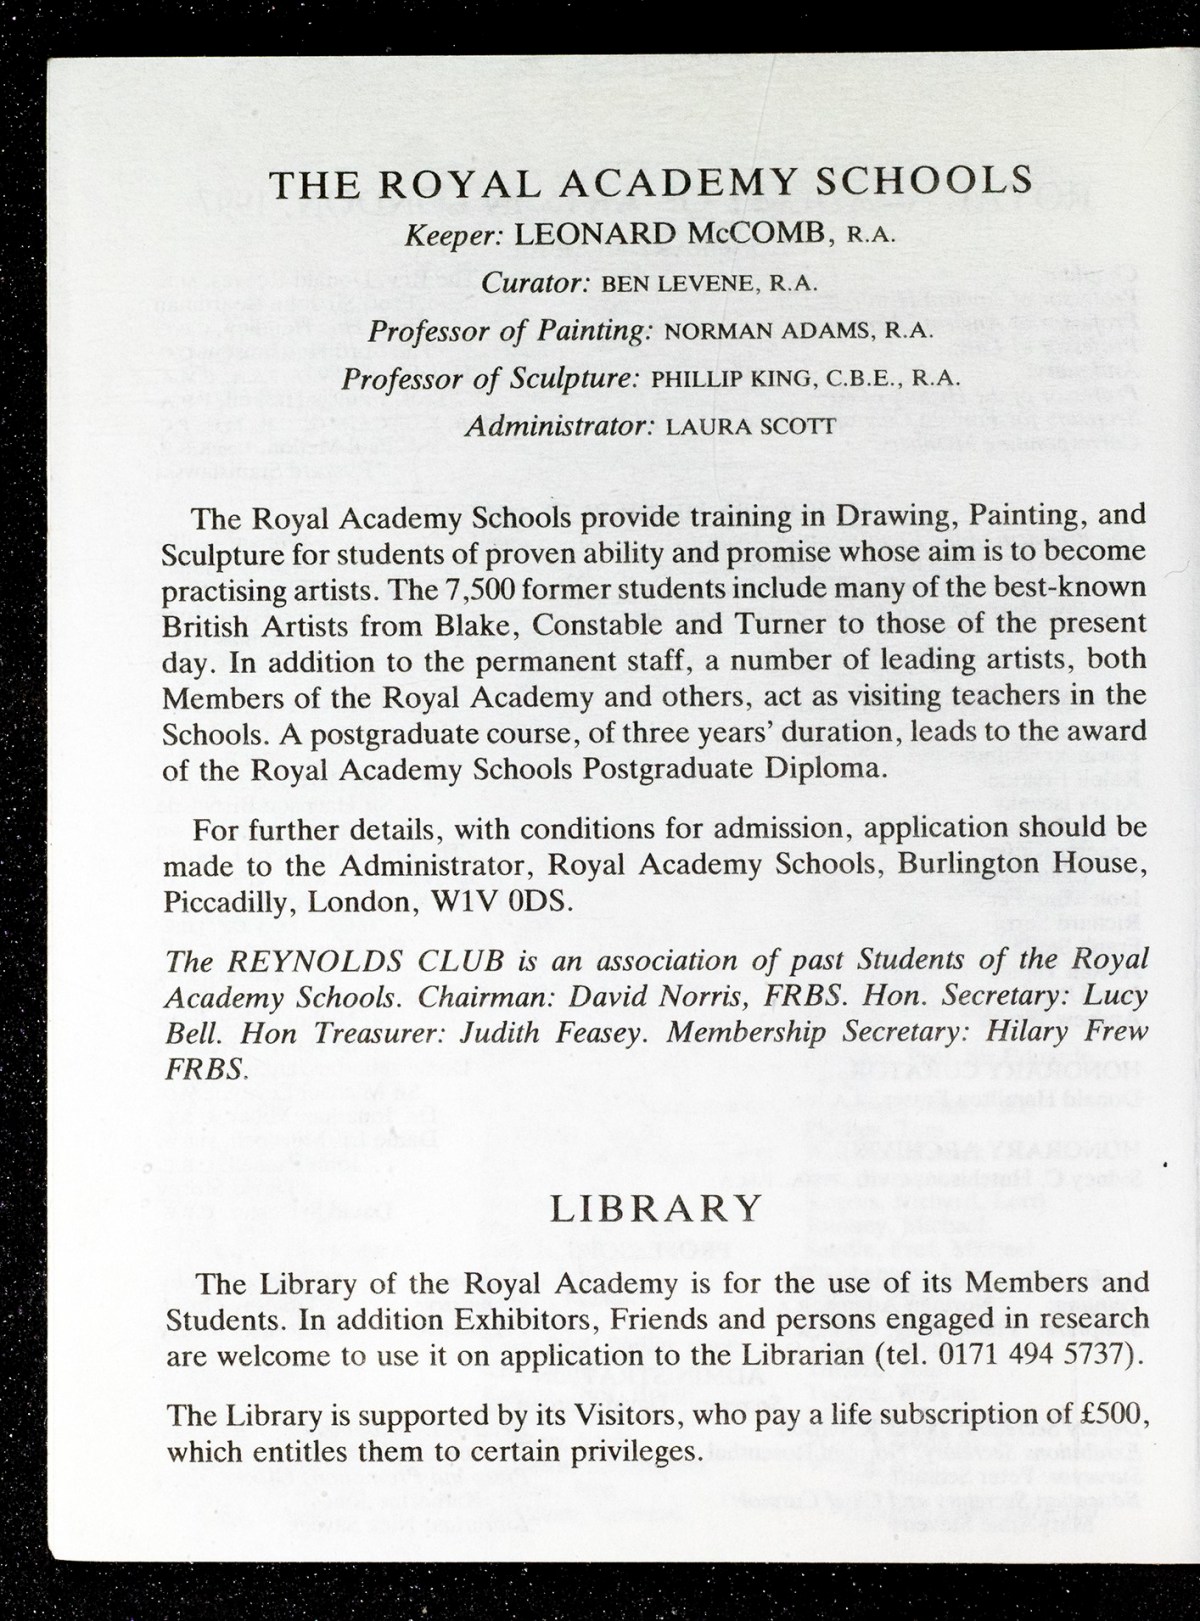 THE ROYAL ACADEMY SCHOOLS
Keeper: LEONARD McCOMB, R.A.
Curator: BEN LEVENE, R.A.
Professor of Painting: NORMAN ADAMS, R.A.
Professor of Sculpture: PHILLIP KING, C.B.E., R.A.
Administrator: LAURA SCOTT
The Royal Academy Schools provide training in Drawing, Painting, and
Sculpture for students of proven ability and promise whose aim is to become
practising artists. The 7,500 former students include many of the best-known
British Artists from Blake, Constable and Turner to those of the present
day. In addition to the permanent staff, a number of leading artists, both
Members of the Royal Academy and others, act as visiting teachers in the
Schools. A postgraduate course, of three years' duration, leads to the award
of the Royal Academy Schools Postgraduate Diploma.
For further details, with conditions for admission, application should be
made to the Administrator, Royal Academy Schools, Burlington House,
Piccadilly, London, W1V 0DS.
The REYNOLDS CLUB is an association of past Students of the Royal
Academy Schools. Chairman: David Norris, FRBS. Hon. Secretary: Lucy
Bell. Hon Treasurer: Judith Feasey. Membership Secretary: Hilary Frew
FRBS.
LIBRARY
The Library of the Royal Academy is for the use of its Members and
Students. In addition Exhibitors, Friends and persons engaged in research
are welcome to use it on application to the Librarian (tel. 0171 494 5737).
The Library is supported by its Visitors, who pay a life subscription of £500,
which entitles them to certain privileges.